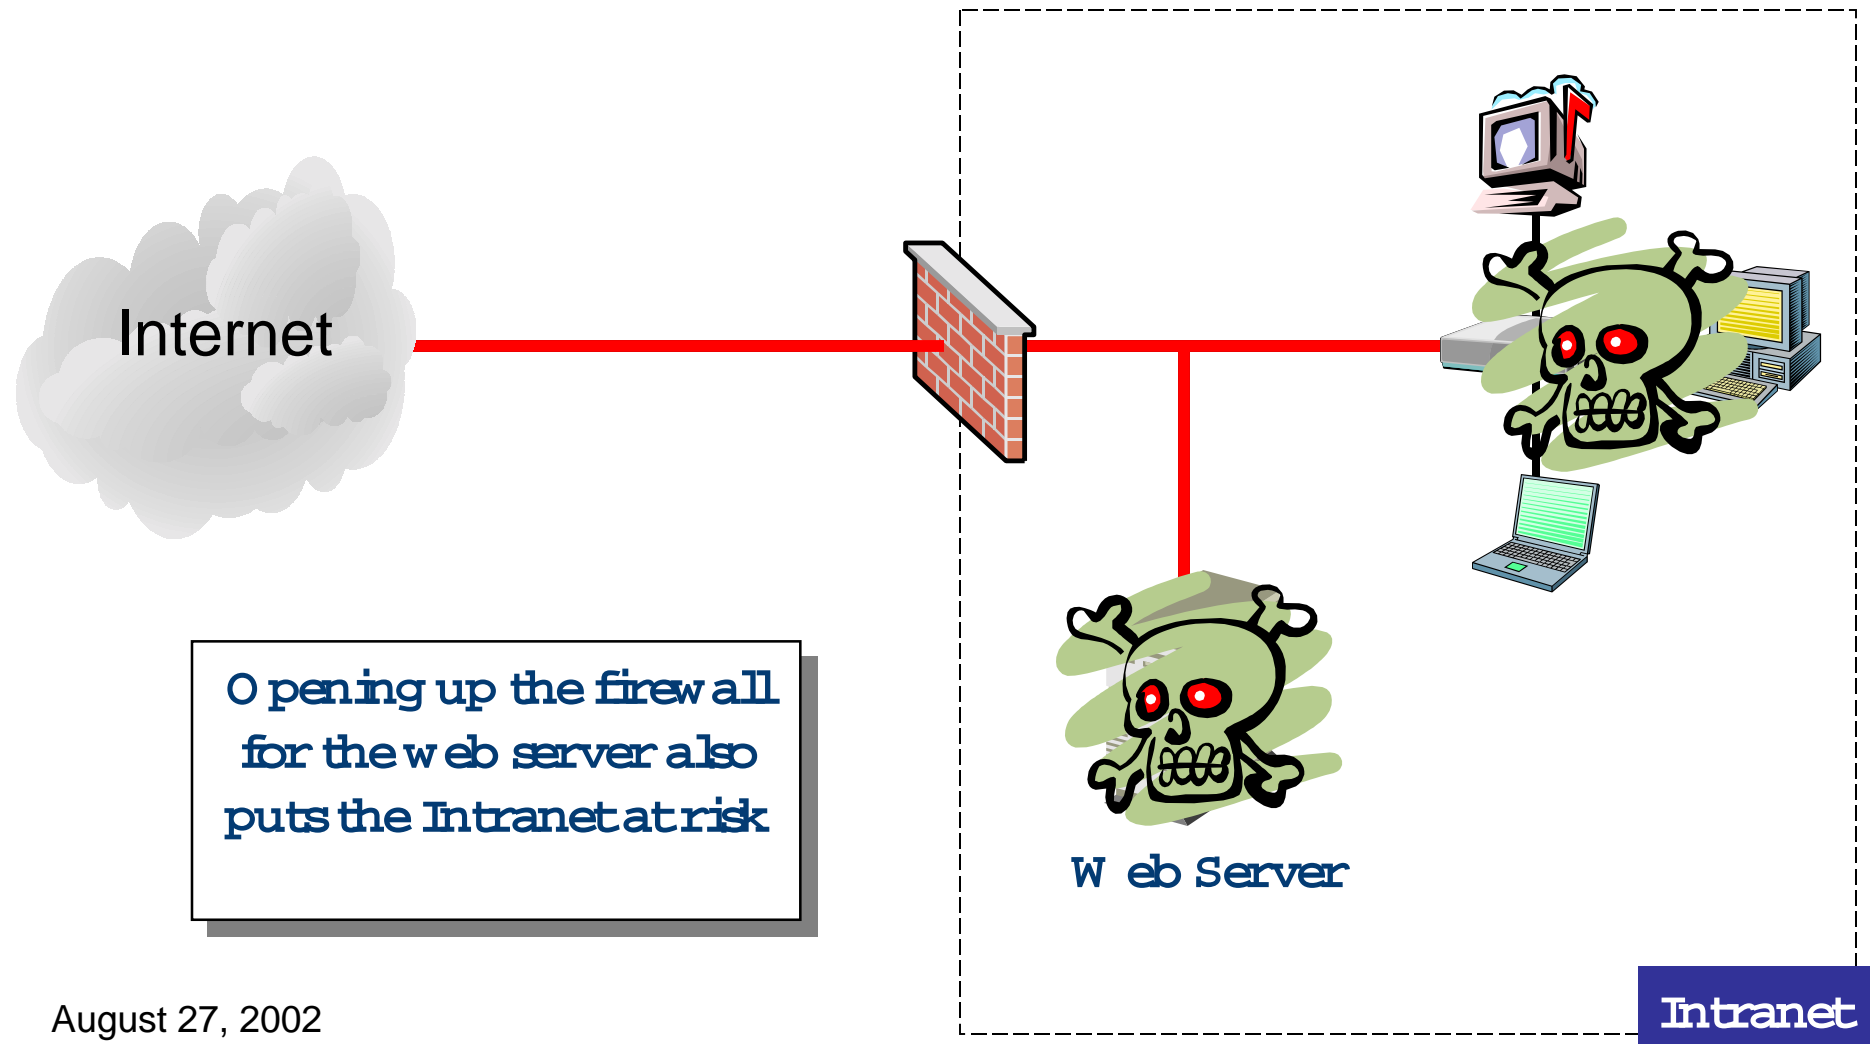 Internet
Opening up the firewall
for the web server also
puts the Intranet at risk
Web Server
August 27, 2002
Intranet